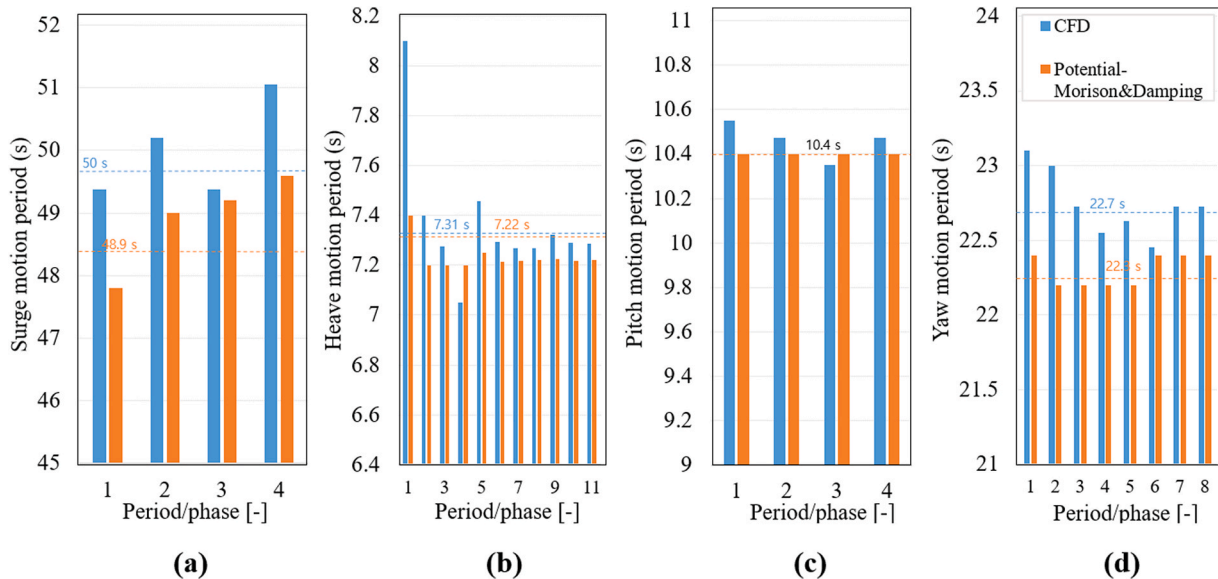 Surge motion period (s)
52
51
50
49
48
47
46
45
50 s
48.9 s
1 2 3 4
Period/phase [-]
(a)
Heave motion period (s)
8.2
8
7.8
7.6
7.4
7.2
7
6.8
6.6
6.4
7.31 s
7.22 s
1 3 5 7 9 11
Period/phase [-]
(b)
Pitch motion period (s)
11
10.8
10.6
10.4
10.2
10
9.8
9.6
9.4
9.2
9
10.4 s
1 2 3 4
Period/phase [-]
(c)
Yaw motion period (s)
24
23.5
23
22.5
22
21.5
21
CFD
Potential-
Morison&Damping
22.7 s
22.3 s
1 2 3 4 5 6 7 8
Period/phase [-]
(d)